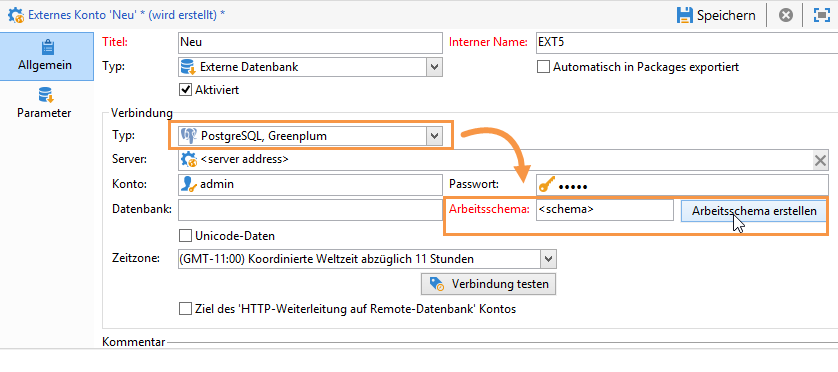 Externes Konto 'Neu' * (wird erstellt) *
Speichern
Allgemein
Parameter
Titel: Neu Interner Name: EXT5
Typ: Externe Datenbank Automatisch in Packages exportiert
Aktiviert
Verbindung
Typ: PostgreSQL, Greenplum
Server: <server address>
Konto: admin Passwort: •••••
Datenbank: Arbeitsschema: <schema> Arbeitsschema erstellen
Unicode-Daten
Zeitzone: (GMT-11:00) Koordinierte Weltzeit abzüglich 11 Stunden
Verbindung testen
Ziel des 'HTTP-Weiterleitung auf Remote-Datenbank' Kontos
Kommentar